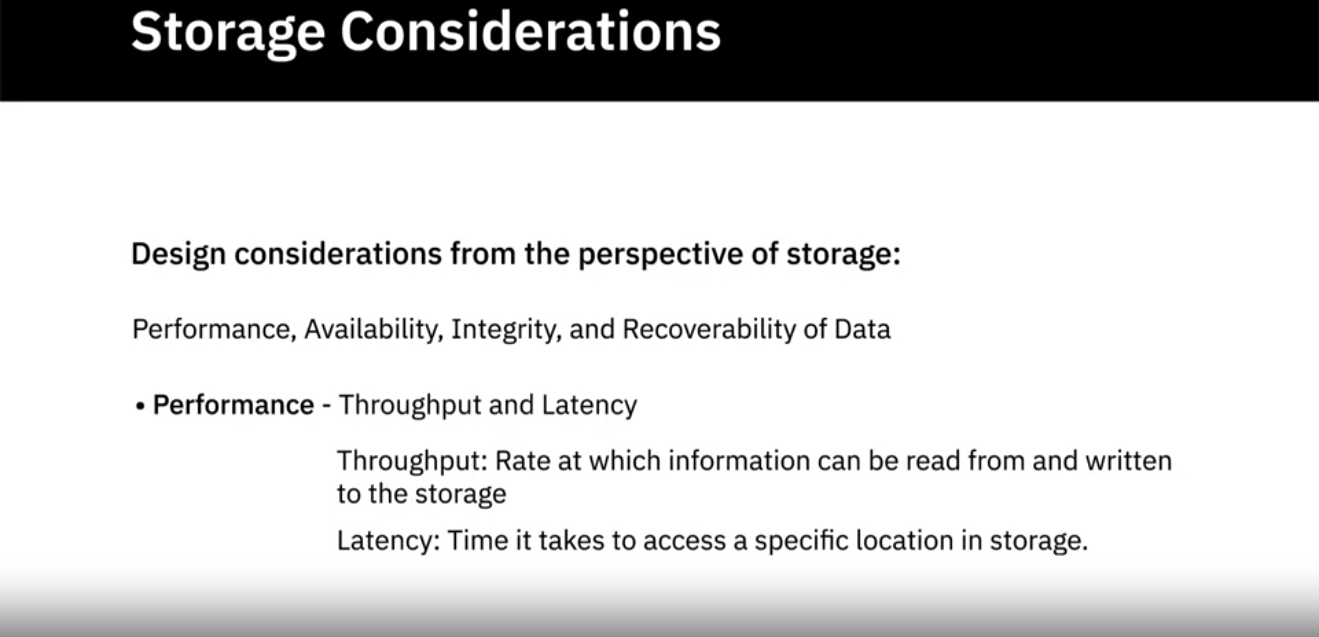 Storage Considerations
Design considerations from the perspective of storage:
Performance, Availability, Integrity, and Recoverability of Data
• Performance - Throughput and Latency
Throughput: Rate at which information can be read from and written
to the storage
Latency: Time it takes to access a specific location in storage.